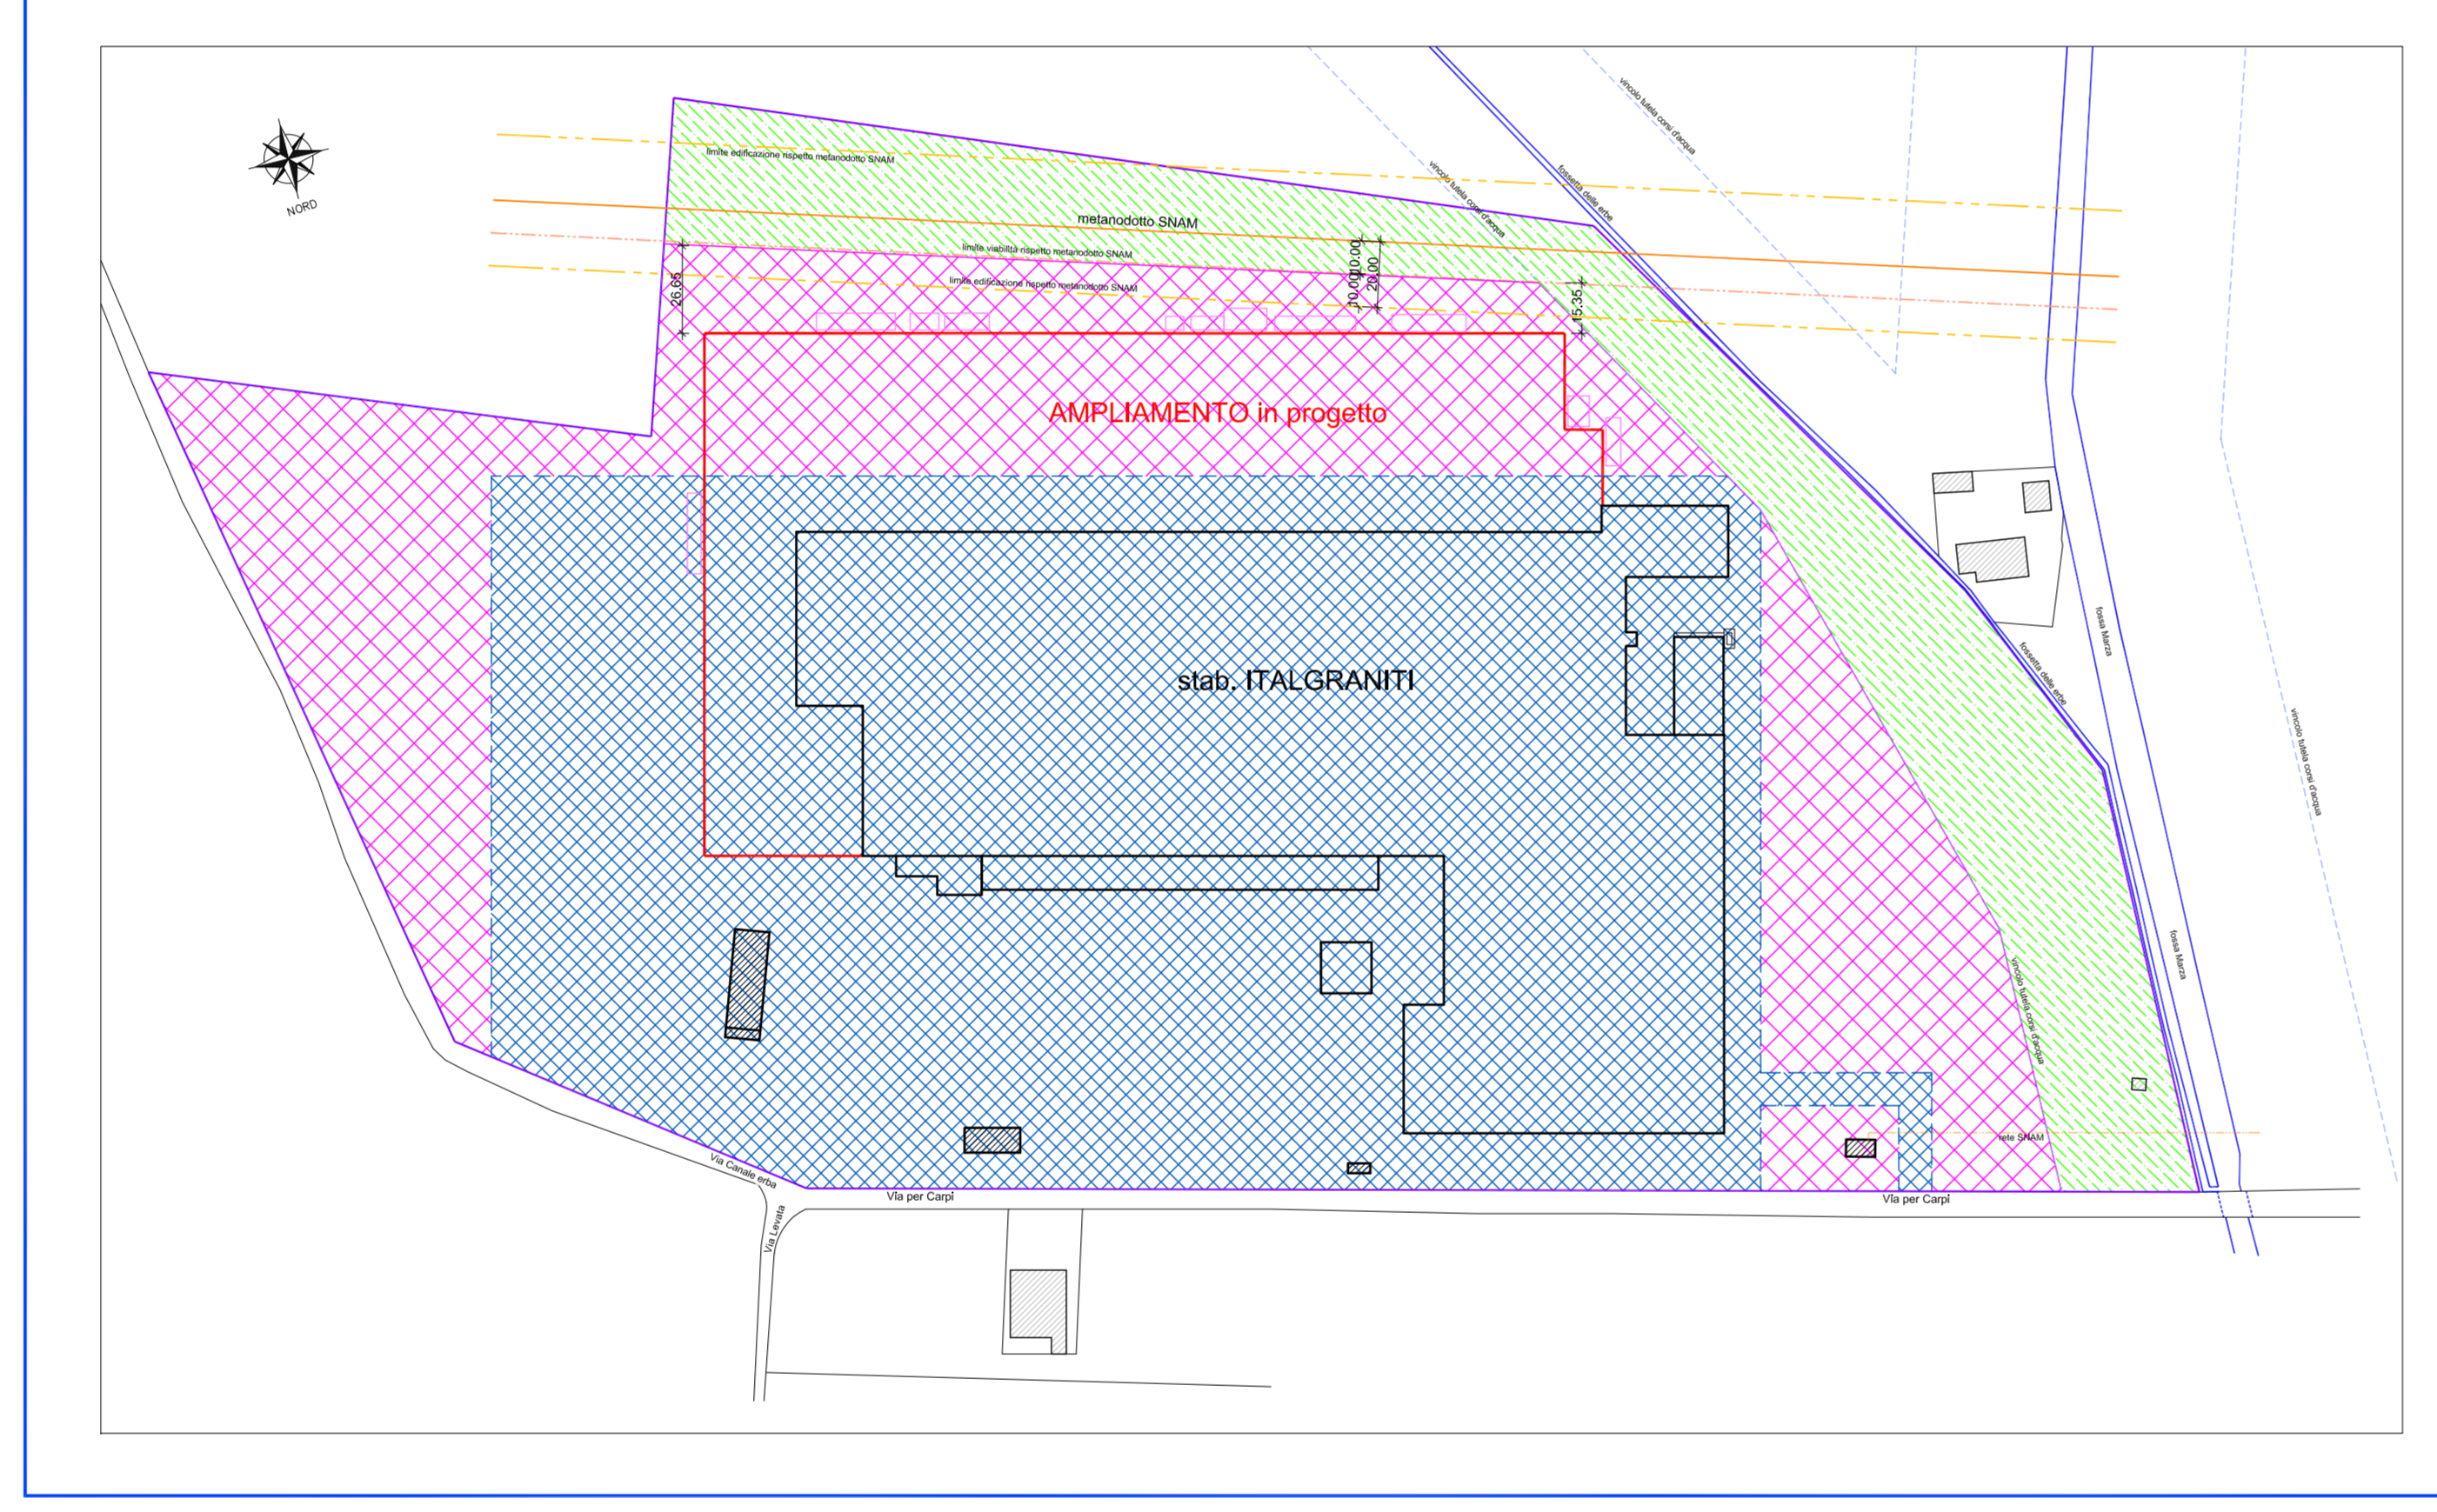 vincolo tutela corsi d'acqua
limite edificazione rispetto metanodotto SNAM
vincolo tutela corsi d'acqua
fossetta delle erbe
NORD
metanodotto SNAM
limite viabilità rispetto metanodotto SNAM
10.00
20.00
10.00
26.65
limite edificazione rispetto metanodotto SNAM
15.35
AMPLIAMENTO in progetto
stab. ITALGRANITI
fossa Marza
fossetta delle erbe
vincolo tutela corsi d'acqua
fossa Marza
vincolo tutela corsi d'acqua
rete SNAM
Via Canale erba
Via per Carpi
Via per Carpi
Via Levata